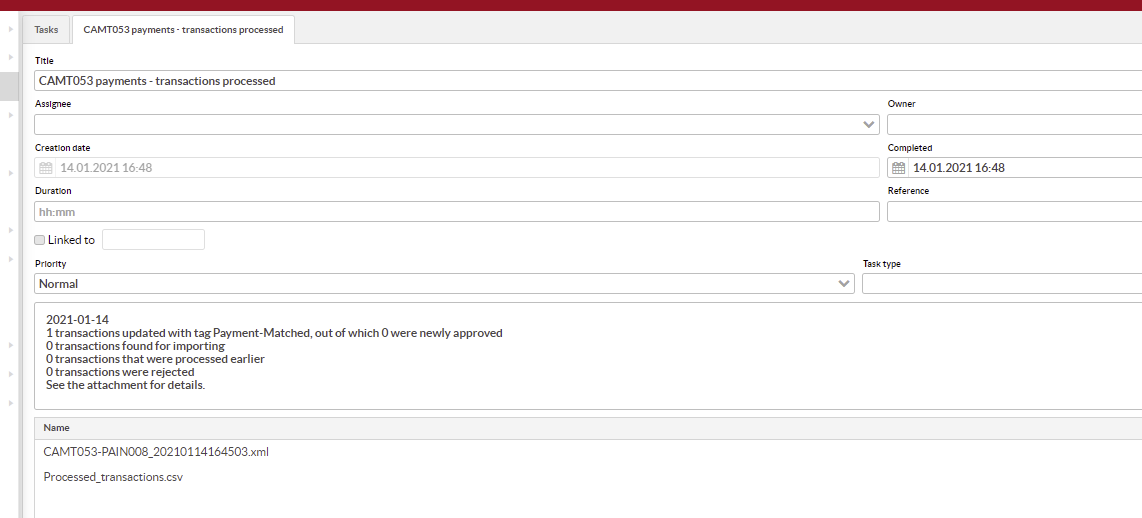 Tasks
CAMT053 payments - transactions processed
Title
CAMT053 payments - transactions processed
Assignee
Owner
Creation date
Completed
14.01.2021 16:48
14.01.2021 16:48
Duration
Reference
hh:mm
Linked to
Priority
Task type
Normal
2021-01-14
1 transactions updated with tag Payment-Matched, out of which 0 were newly approved
0 transactions found for importing
0 transactions that were processed earlier
0 transactions were rejected
See the attachment for details.
Name
CAMT053-PAIN008_20210114164503.xml
Processed_transactions.csv